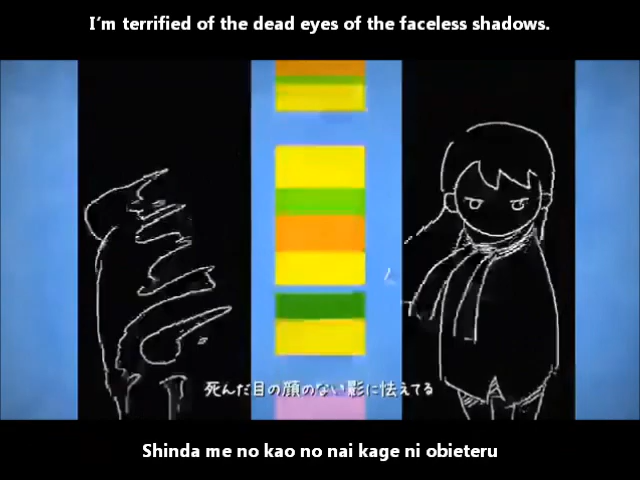 I'm terrified of the dead eyes of the faceless shadows.
死んだ目の顔のない影に怯えてる
Shinda me no kao no nai kage ni obieteru